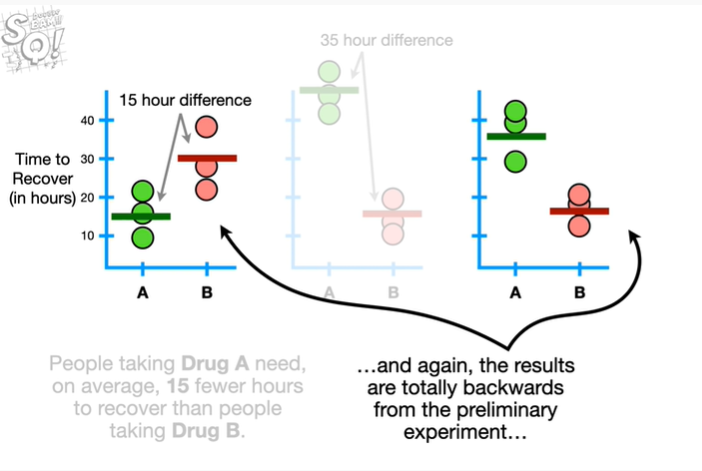 STAT
QUEST!
35 hour difference
15 hour difference
Time to
Recover
(in hours)
40
30
20
10
A B
A B
A B
People taking Drug A need,
on average, 15 fewer hours
to recover than people
taking Drug B.
…and again, the results
are totally backwards
from the preliminary
experiment…